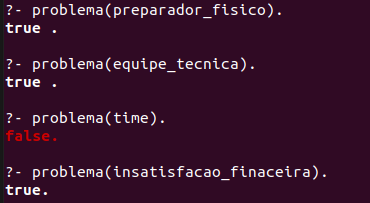 ?- problema(preparador_fisico).
true .
?- problema(equipe_tecnica).
true .
?- problema(time).
false.
?- problema(insatisfacao_finaceira).
true.